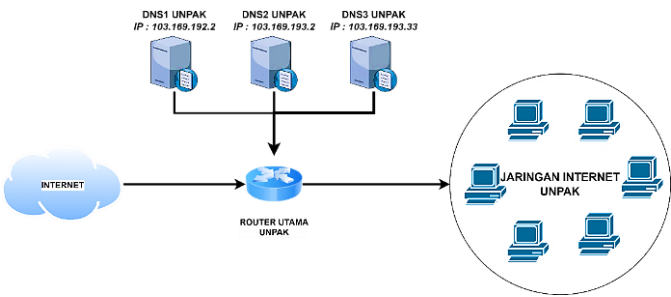 DNS1 UNPAK
IP : 103.169.192.2
DNS2 UNPAK
IP : 103.169.193.2
DNS3 UNPAK
IP : 103.169.193.33
INTERNET
ROUTER UTAMA
UNPAK
JARINGAN INTERNET
UNPAK